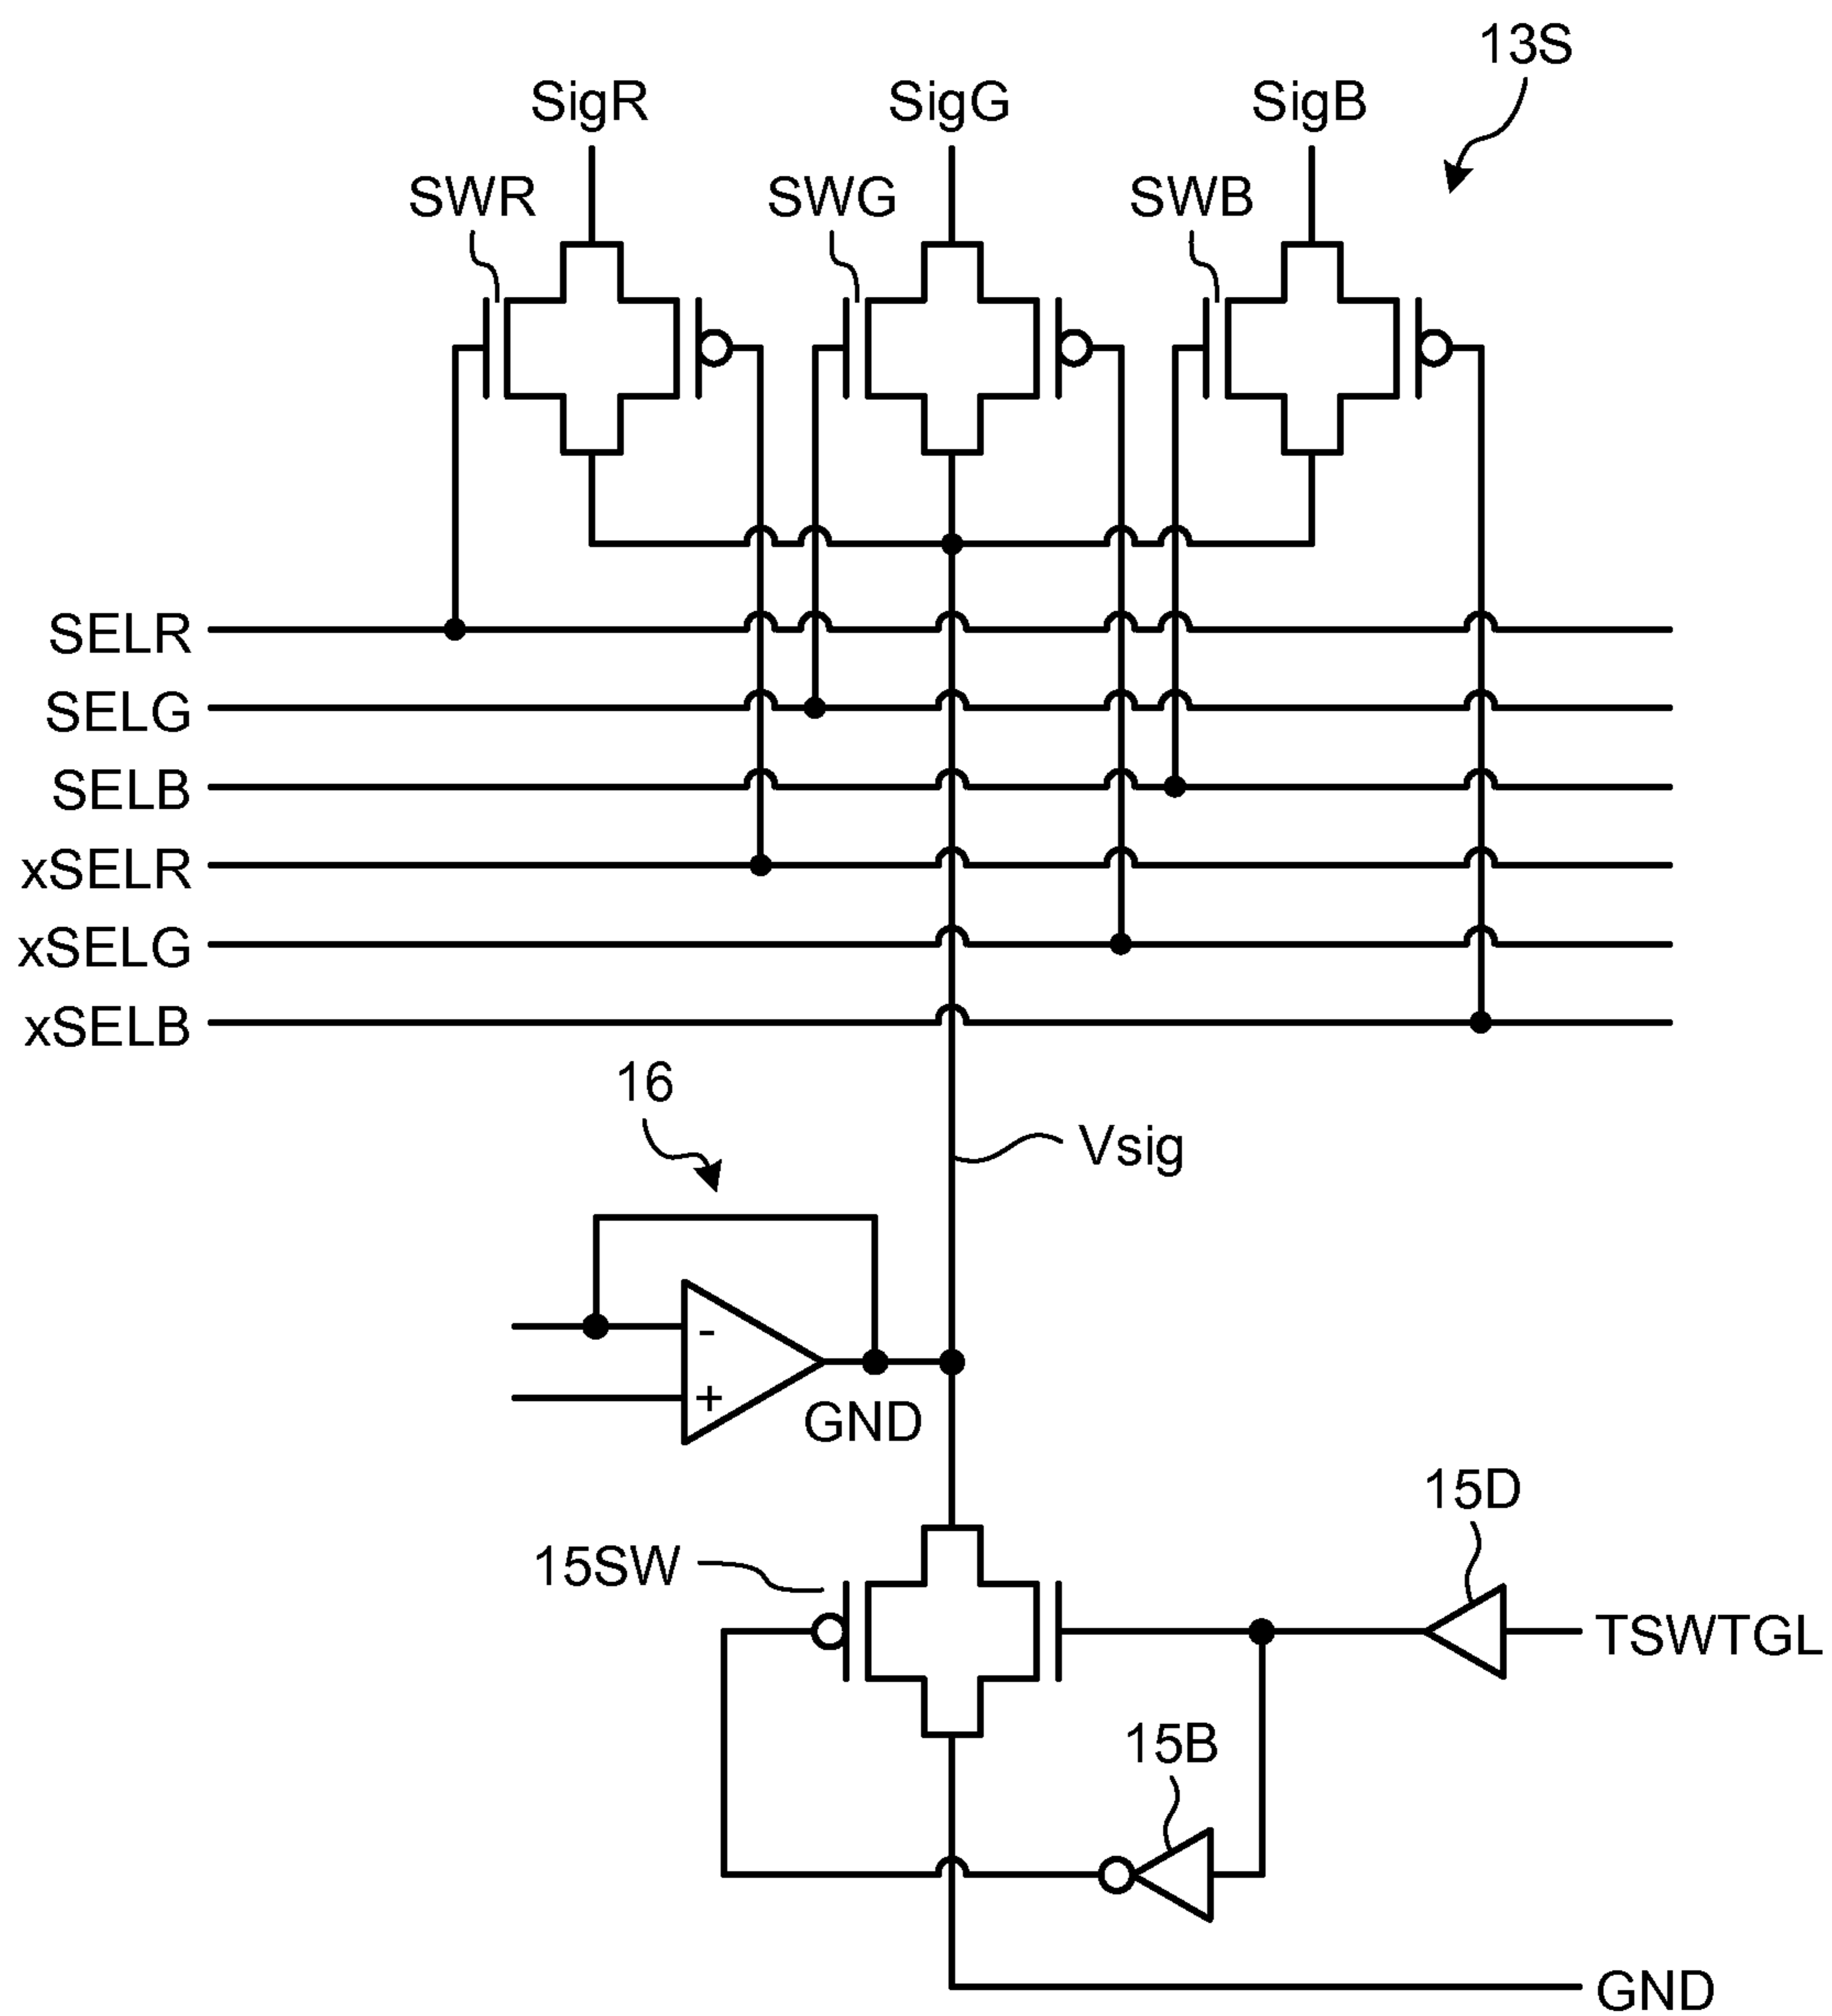 13S
SigR SigG SigB
SWR SWG SWB
SELR
SELG
SELB
xSELR
xSELG
xSELB
16
Vsig
-
+
GND
15D
15SW
TSWTGL
15B
GND